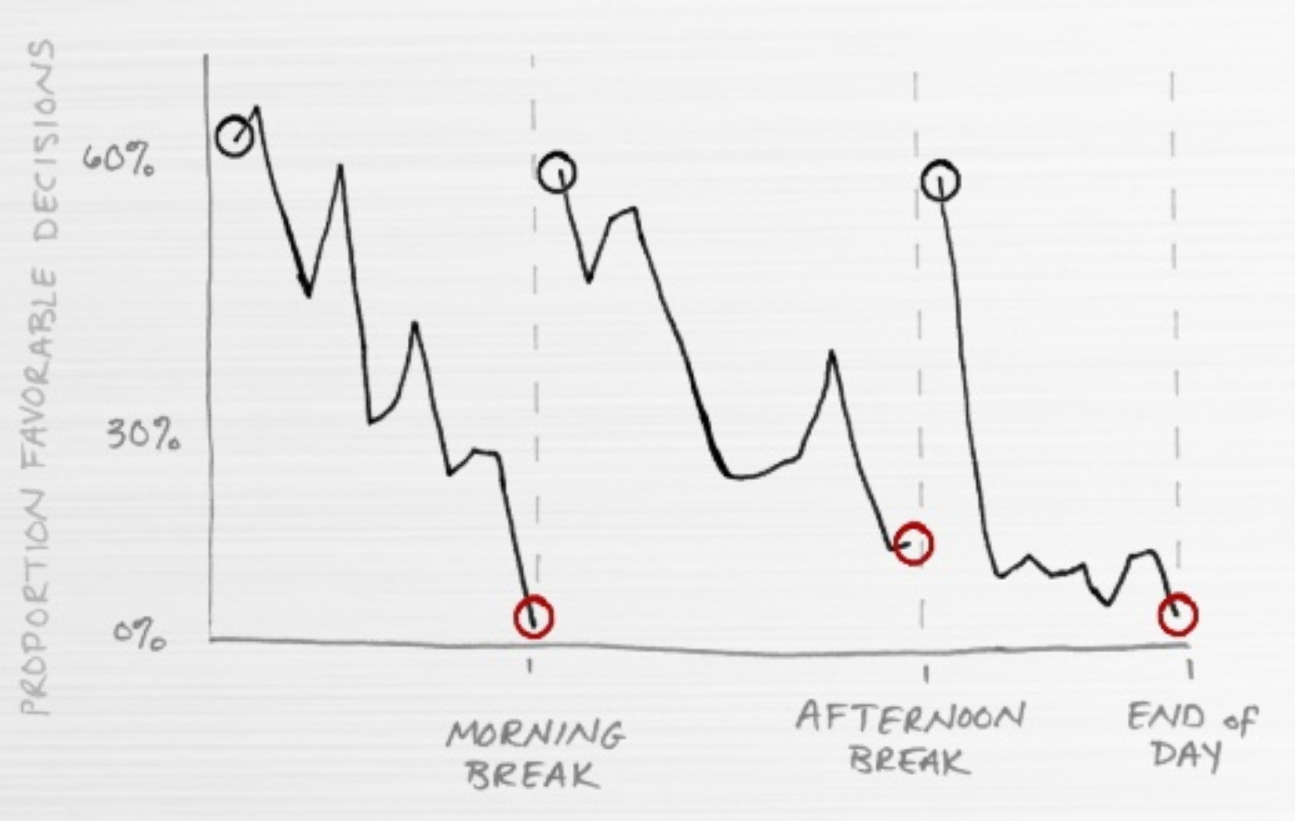 PROPORTION FAVORABLE DECISIONS
60%
30%
0%
MORNING
BREAK
AFTERNOON
BREAK
END of
DAY